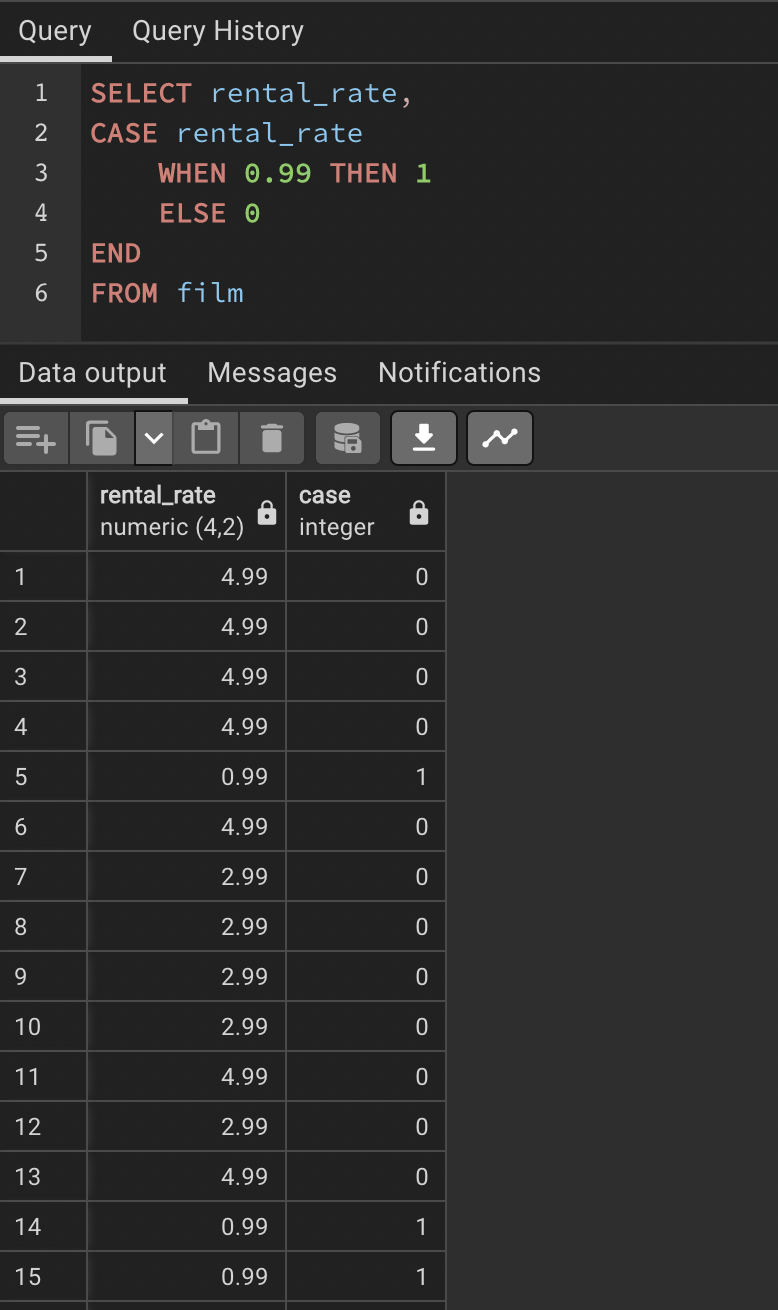 Query Query History
1 SELECT rental_rate,
2 CASE rental_rate
3 WHEN 0.99 THEN 1
4 ELSE 0
5 END
6 FROM film
Data output Messages Notifications
rental_rate case
numeric (4,2) integer
1 4.99 0
2 4.99 0
3 4.99 0
4 4.99 0
5 0.99 1
6 4.99 0
7 2.99 0
8 2.99 0
9 2.99 0
10 2.99 0
11 4.99 0
12 2.99 0
13 4.99 0
14 0.99 1
15 0.99 1